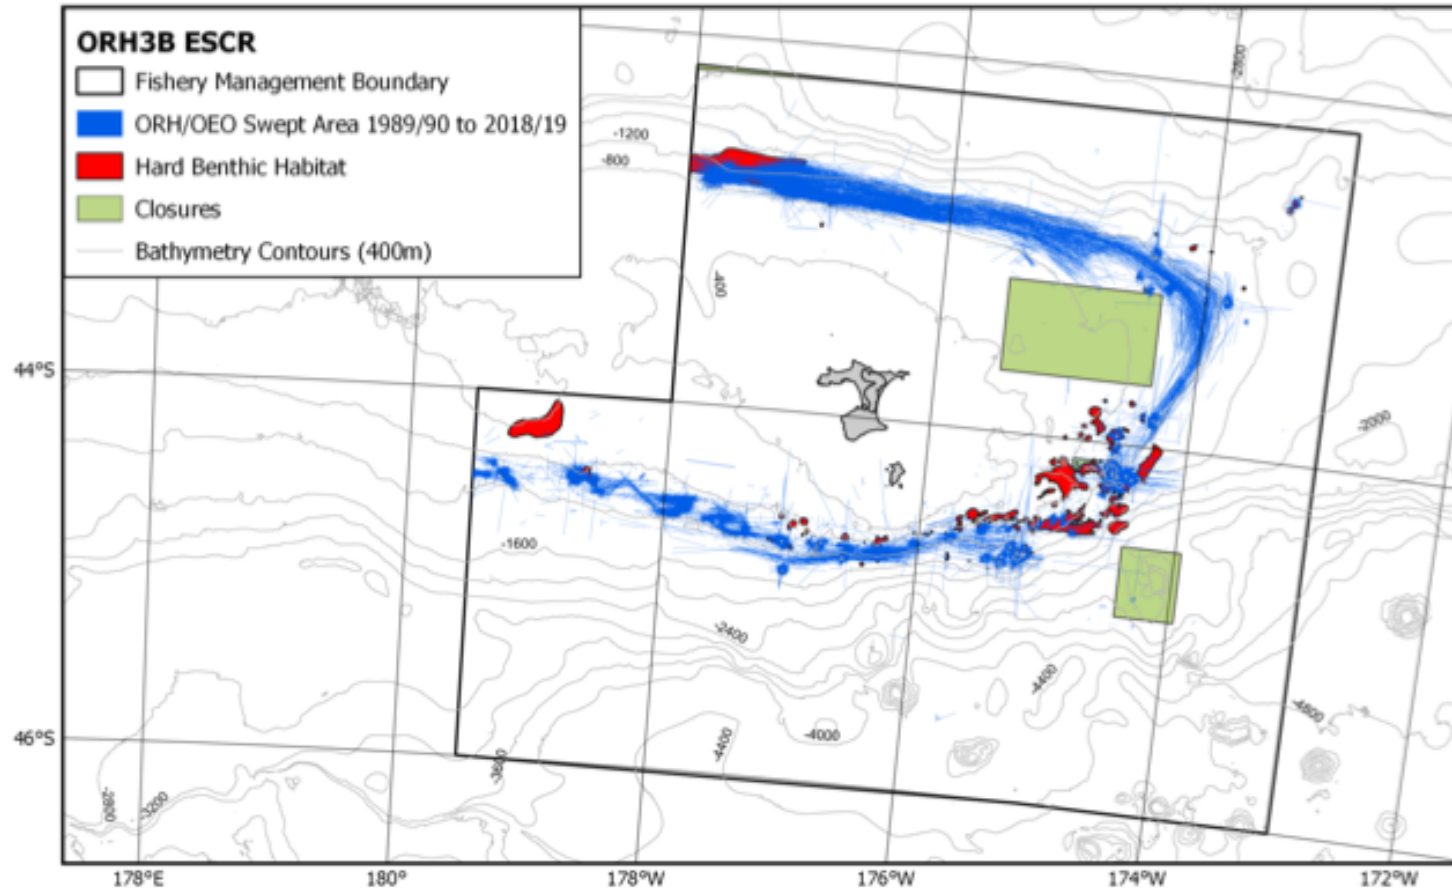 ORH3B ESCR
Fishery Management Boundary
ORH/OEO Swept Area 1989/90 to 2018/19
Hard Benthic Habitat
Closures
Bathymetry Contours (400m)
-2800
-1200
-800
-400
44°S
-2000
-1600
-2400
-4400
-4800
46°S
-4000
-4400
-3600
-2800
-3200
178°E
180°
178°W
176°W
174°W
172°W